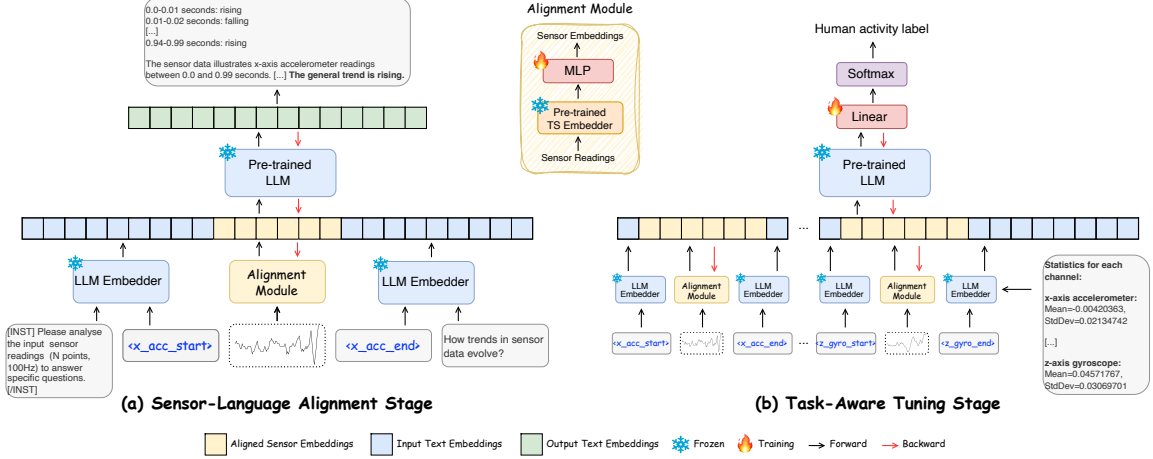 0.0-0.01 seconds: rising
0.01-0.02 seconds: falling
[...]
0.94-0.99 seconds: rising
The sensor data illustrates x-axis accelerometer readings
between 0.0 and 0.99 seconds. [...] The general trend is rising.
Pre-trained
LLM
LLM Embedder
Alignment
Module
LLM Embedder
[INST] Please analyse
the input sensor
readings (N points,
100Hz) to answer
specific questions.
[/INST]
<x_acc_start>
<x_acc_end>
How trends in sensor
data evolve?
(a) Sensor-Language Alignment Stage
Alignment Module
Sensor Embeddings
MLP
Pre-trained
TS Embedder
Sensor Readings
Human activity label
Softmax
Linear
Pre-trained
LLM
...
LLM
Embedder
Alignment
Module
LLM
Embedder
LLM
Embedder
Alignment
Module
LLM
Embedder
<x_acc_start>
<x_acc_end>
...
<z_gyro_start>
<z_gyro_end>
Statistics for each
channel:
x-axis accelerometer:
Mean=-0.00420363,
StdDev=0.02134742
[...]
z-axis gyroscope:
Mean=0.04571767,
StdDev=0.03069701
(b) Task-Aware Tuning Stage
Aligned Sensor Embeddings
Input Text Embeddings
Output Text Embeddings
Frozen
Training
Forward
Backward